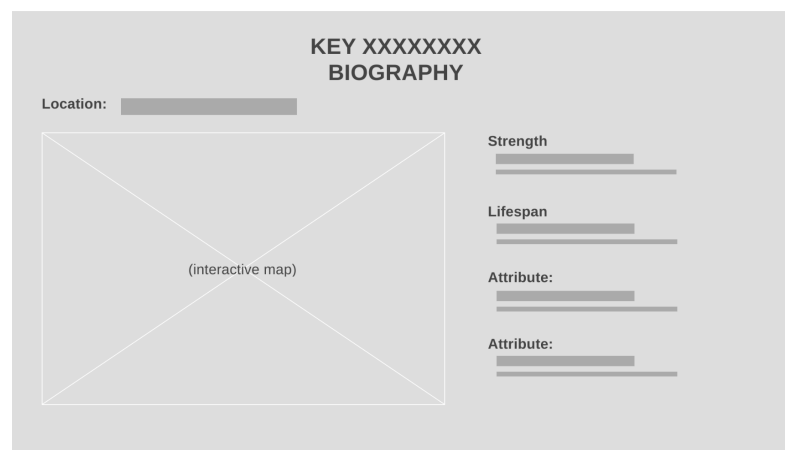 KEY XXXXXXXX
BIOGRAPHY
Location:
(interactive map)
Strength
Lifespan
Attribute:
Attribute: